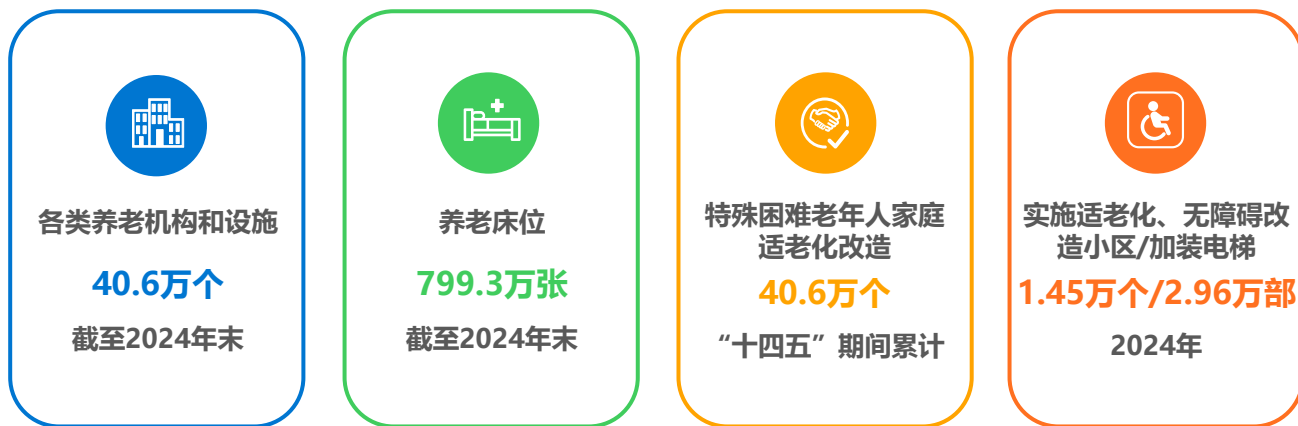 各类养老机构和设施
40.6万个
截至2024年末
养老床位
799.3万张
截至2024年末
特殊困难老年人家庭
适老化改造
40.6万个
“十四五”期间累计
实施适老化、无障碍改
造小区/加装电梯
1.45万个/2.96万部
2024年